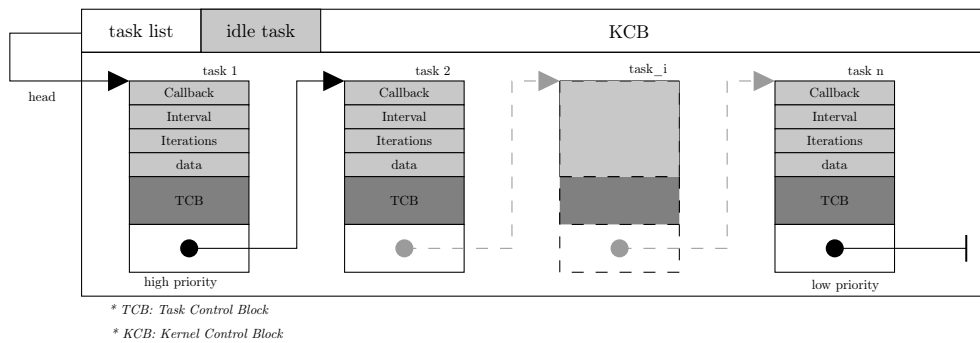 task list idle task KCB
head
task 1
Callback
Interval
Iterations
data
TCB
high priority
task 2
Callback
Interval
Iterations
data
TCB
task_i
task n
Callback
Interval
Iterations
data
TCB
low priority
* TCB: Task Control Block
* KCB: Kernel Control Block